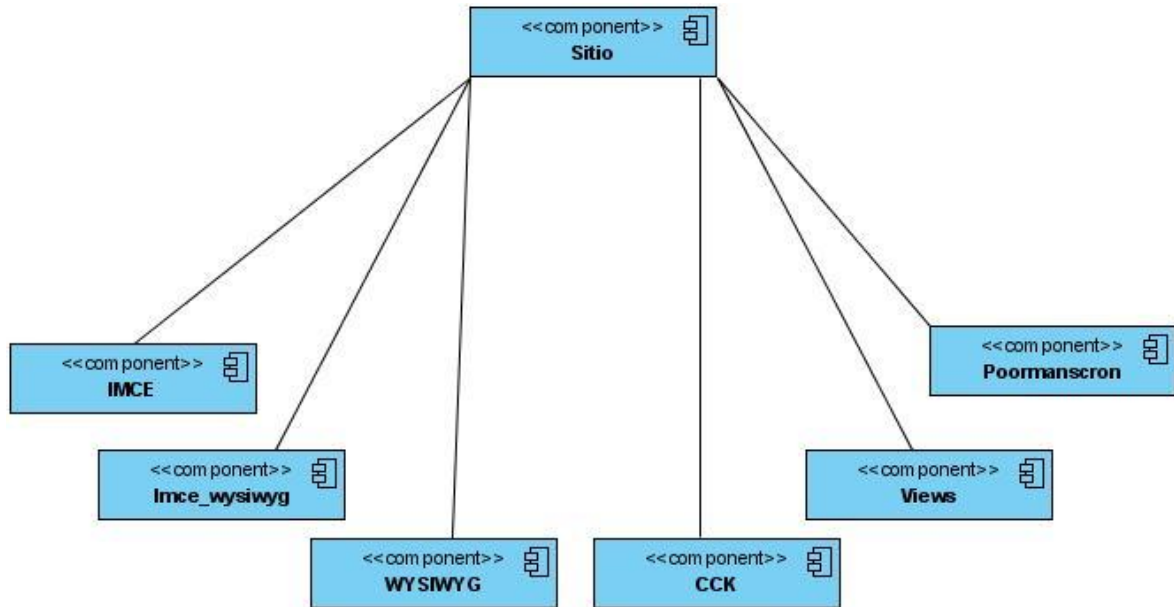 <<component>>
Sitio
<<component>>
IMCE
<<component>>
Poormanscron
<<component>>
Imce_wysiwyg
<<component>>
Views
<<component>>
WYSIWYG
<<component>>
CCK